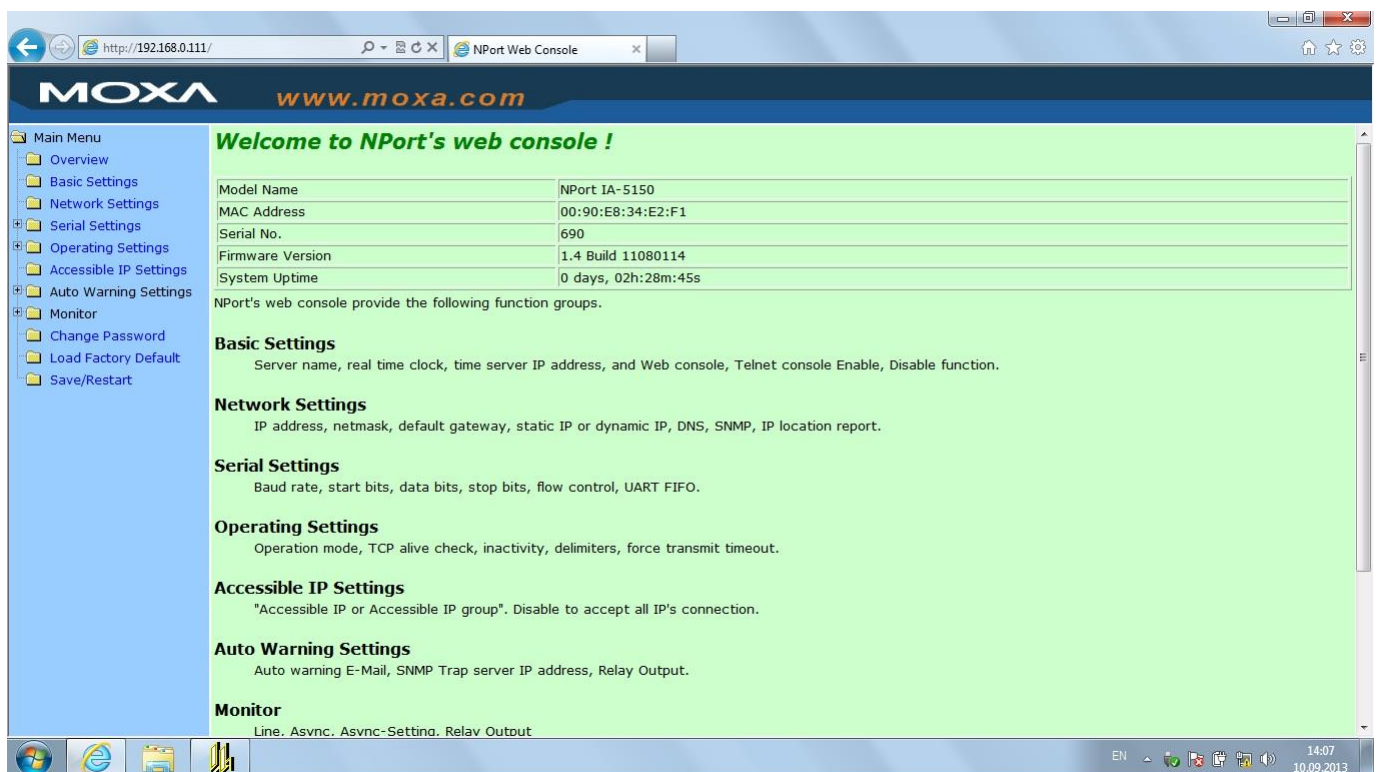 http://192.168.0.111/
NPort Web Console
MOXA
www.moxa.com
Main Menu
Overview
Basic Settings
Network Settings
Serial Settings
Operating Settings
Accessible IP Settings
Auto Warning Settings
Monitor
Change Password
Load Factory Default
Save/Restart
Welcome to NPort's web console !
Model Name NPort IA-5150
MAC Address 00:90:E8:34:E2:F1
Serial No. 690
Firmware Version 1.4 Build 11080114
System Uptime 0 days, 02h:28m:45s
NPort's web console provide the following function groups.
Basic Settings
Server name, real time clock, time server IP address, and Web console, Telnet console Enable, Disable function.
Network Settings
IP address, netmask, default gateway, static IP or dynamic IP, DNS, SNMP, IP location report.
Serial Settings
Baud rate, start bits, data bits, stop bits, flow control, UART FIFO.
Operating Settings
Operation mode, TCP alive check, inactivity, delimiters, force transmit timeout.
Accessible IP Settings
"Accessible IP or Accessible IP group". Disable to accept all IP's connection.
Auto Warning Settings
Auto warning E-Mail, SNMP Trap server IP address, Relay Output.
Monitor
Line, Async, Async-Setting, Relay Output
EN
14:07
10.09.2013